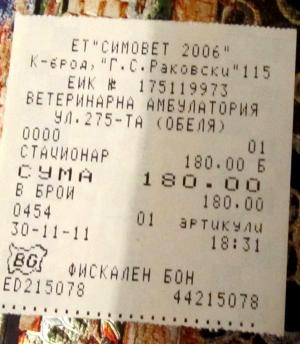 ЕТ"СИМОВЕТ 2006"
К-брод,"Г.С.Раковски"115
ЕИК № 175119973
ВЕТЕРИНАРНА АМБУЛАТОРИЯ
УЛ.275-ТА (ОБЕЛЯ)
0000 01
СТАЦИОНАР 180.00 Б
СУМА 180.00
В БРОИ 180.00
0454 01 артикули
30-11-11 18:31
BG ФИСКАЛЕН БОН
ED215078 44215078